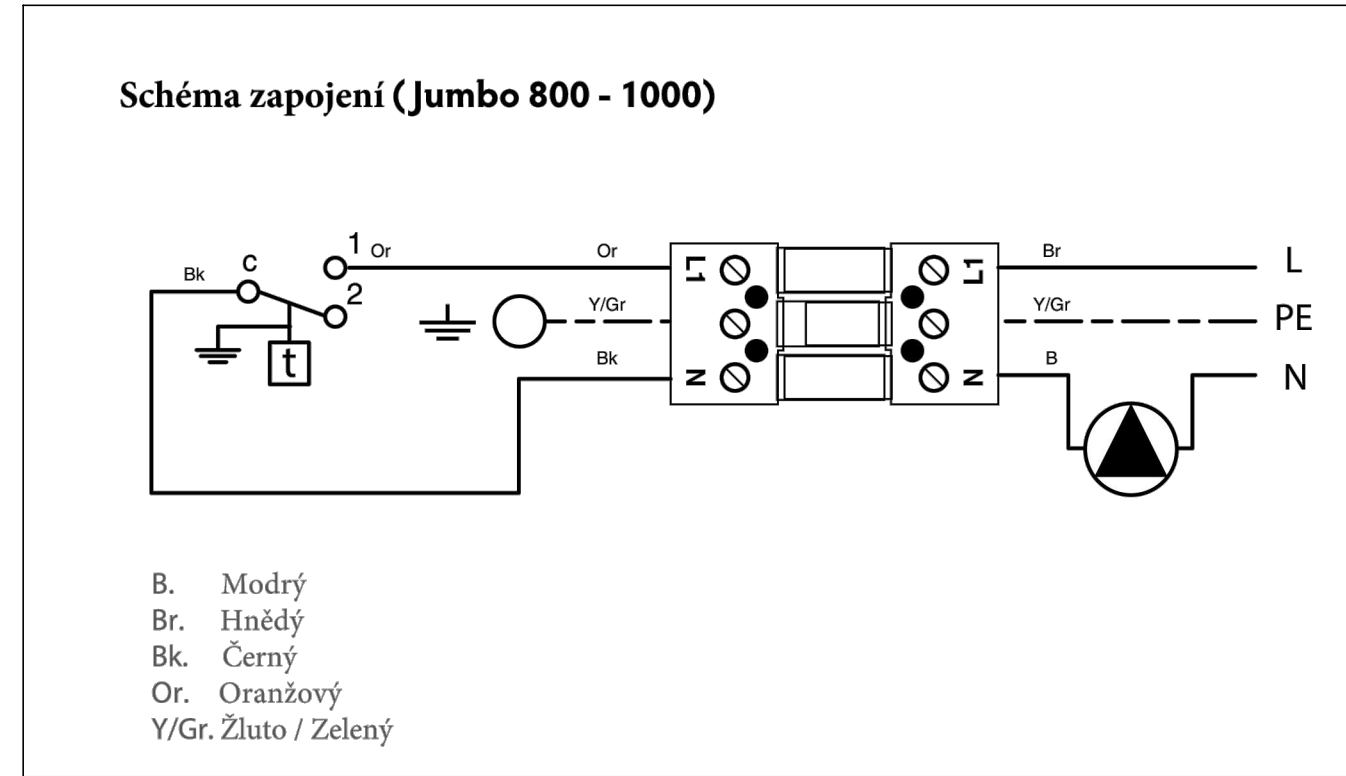 Schéma zapojení (Jumbo 800 - 1000)
1 Or Or L1 L1 Br L
Bk C
2 Y/Gr Y/Gr PE
t Bk N N B N
B. Modrý
Br. Hnědý
Bk. Černý
Or. Oranžový
Y/Gr. Žluto / Zelený